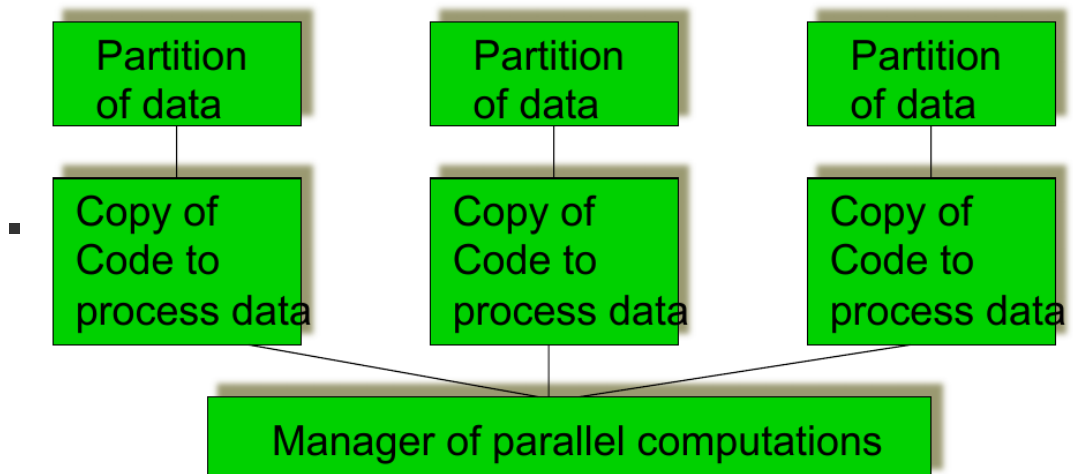 Partition
of data
Partition
of data
Partition
of data
Copy of
Code to
process data
Copy of
Code to
process data
Copy of
Code to
process data
Manager of parallel computations